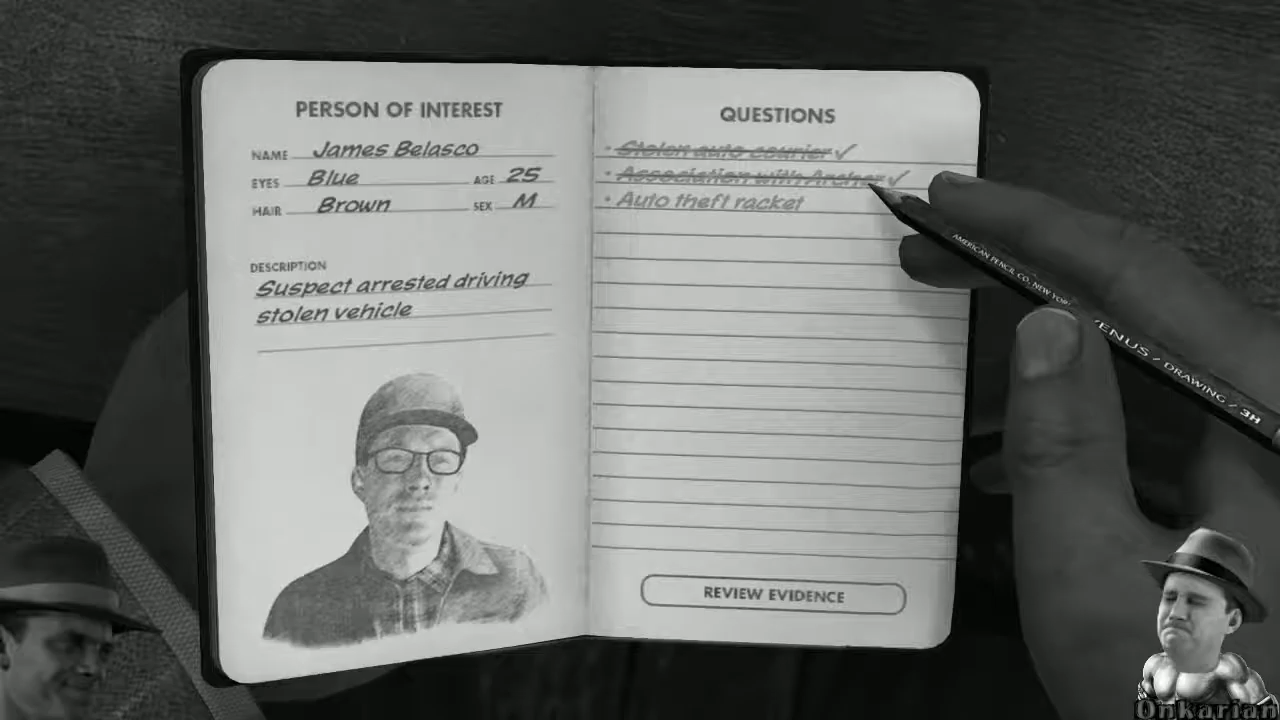 PERSON OF INTEREST
NAME James Belasco
EYES Blue AGE 25
HAIR Brown SEX M
DESCRIPTION
Suspect arrested driving
stolen vehicle
QUESTIONS
• Stolen auto courier ✓
• Association with Archer ✓
• Auto theft racket
REVIEW EVIDENCE
AMERICAN PENCIL CO. NEW YORK
VENUS / DRAWING / 3H
Onkarian